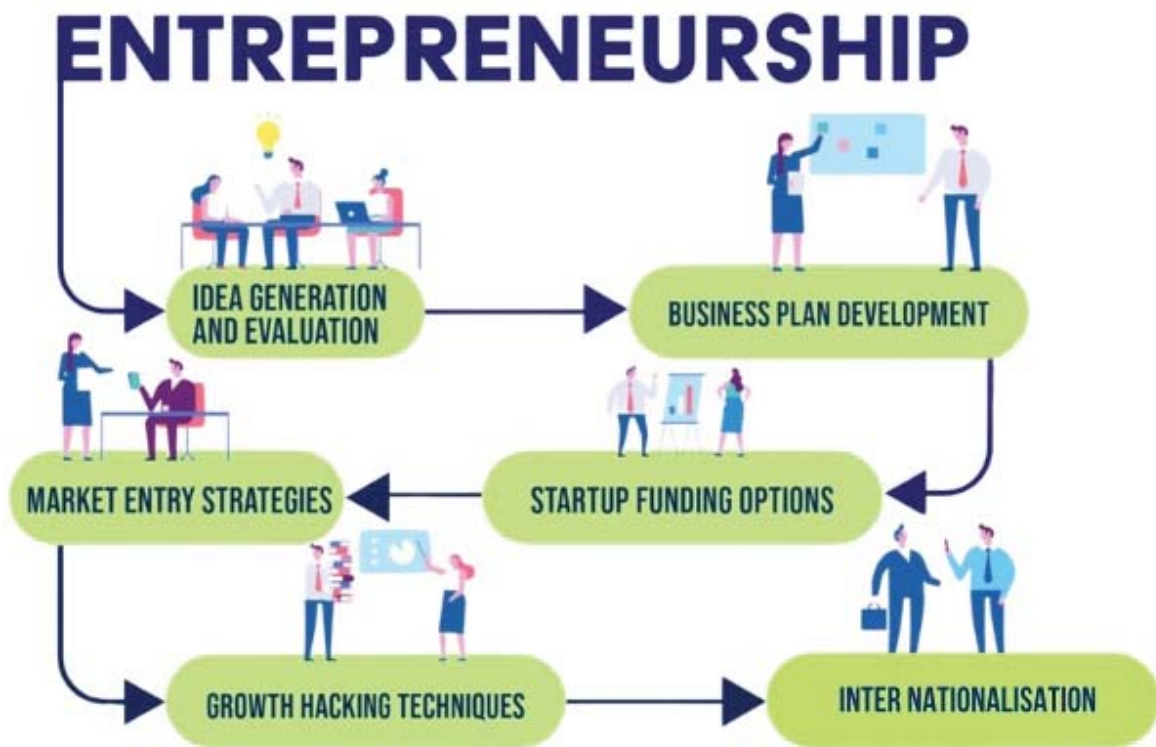 ENTREPRENEURSHIP
IDEA GENERATION
AND EVALUATION
BUSINESS PLAN DEVELOPMENT
STARTUP FUNDING OPTIONS
MARKET ENTRY STRATEGIES
GROWTH HACKING TECHNIQUES
INTER NATIONALISATION